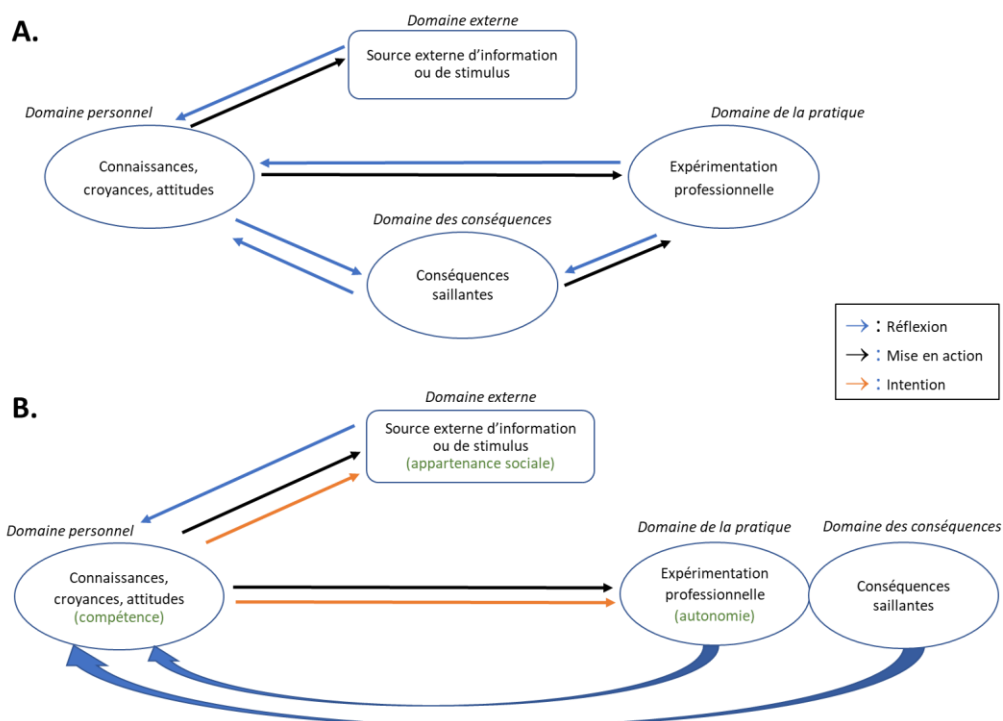 A.
Domaine externe
Source externe d’information
ou de stimulus
Domaine personnel
Connaissances,
croyances, attitudes
Domaine de la pratique
Expérimentation
professionnelle
Domaine des conséquences
Conséquences
saillantes
: Réflexion
: Mise en action
: Intention
B.
Domaine externe
Source externe d’information
ou de stimulus
(appartenance sociale)
Domaine personnel
Connaissances,
croyances, attitudes
(compétence)
Domaine de la pratique
Expérimentation
professionnelle
(autonomie)
Domaine des conséquences
Conséquences
saillantes